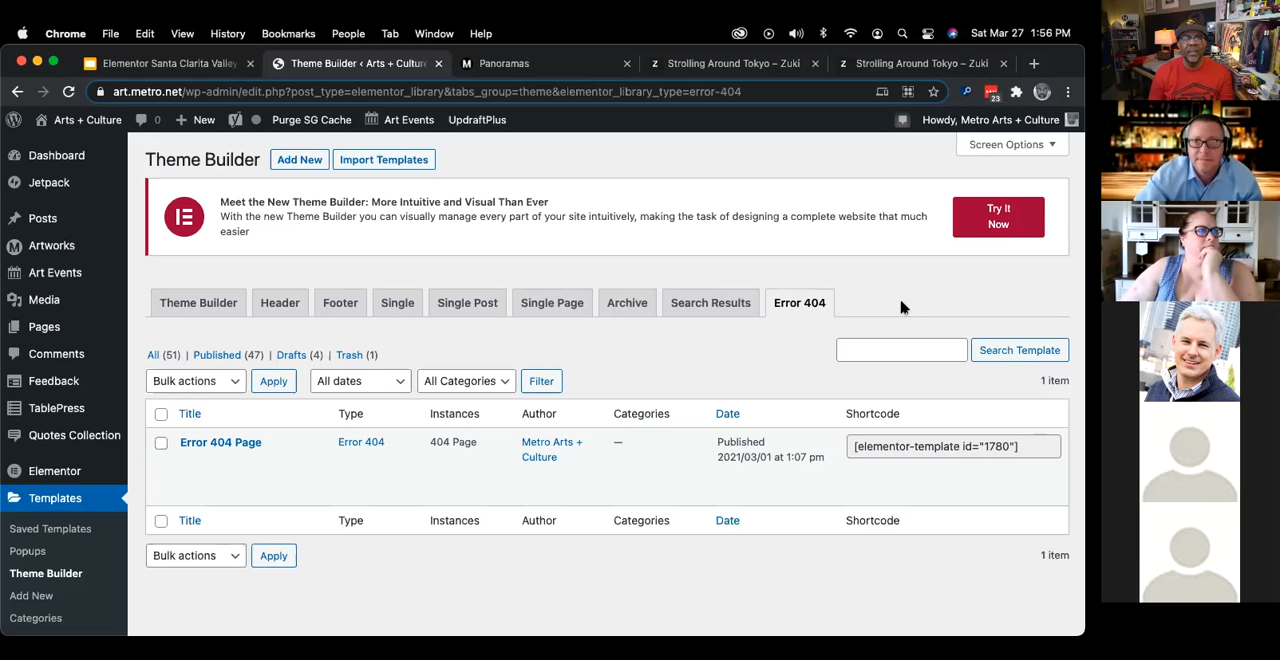 Chrome File Edit View History Bookmarks People Tab Window Help Sat Mar 27 1:56 PM
Elementor Santa Clarita Valley Theme Builder ‹ Arts + Culture Panoramas Strolling Around Tokyo – Zuki Strolling Around Tokyo – Zuki
art.metro.net/wp-admin/edit.php?post_type=elementor_library&tabs_group=theme&elementor_library_type=error-404
23
Arts + Culture 0 New Purge SG Cache Art Events UpdraftPlus Howdy, Metro Arts + Culture
Dashboard
Jetpack
Posts
Artworks
Art Events
Media
Pages
Comments
Feedback
TablePress
Quotes Collection
Elementor
Templates
Saved Templates
Popups
Theme Builder
Add New
Categories
Screen Options
Theme Builder Add New Import Templates
Meet the New Theme Builder: More Intuitive and Visual Than Ever
With the new Theme Builder you can visually manage every part of your site intuitively, making the task of designing a complete website that much
easier
Try It
Now
Theme Builder Header Footer Single Single Post Single Page Archive Search Results Error 404
All (51) | Published (47) | Drafts (4) | Trash (1)
Search Template
Bulk actions Apply All dates All Categories Filter
1 item
Title Type Instances Author Categories Date Shortcode
Error 404 Page Error 404 404 Page Metro Arts + Culture — Published 2021/03/01 at 1:07 pm [elementor-template id="1780"]
Title Type Instances Author Categories Date Shortcode
Bulk actions Apply
1 item